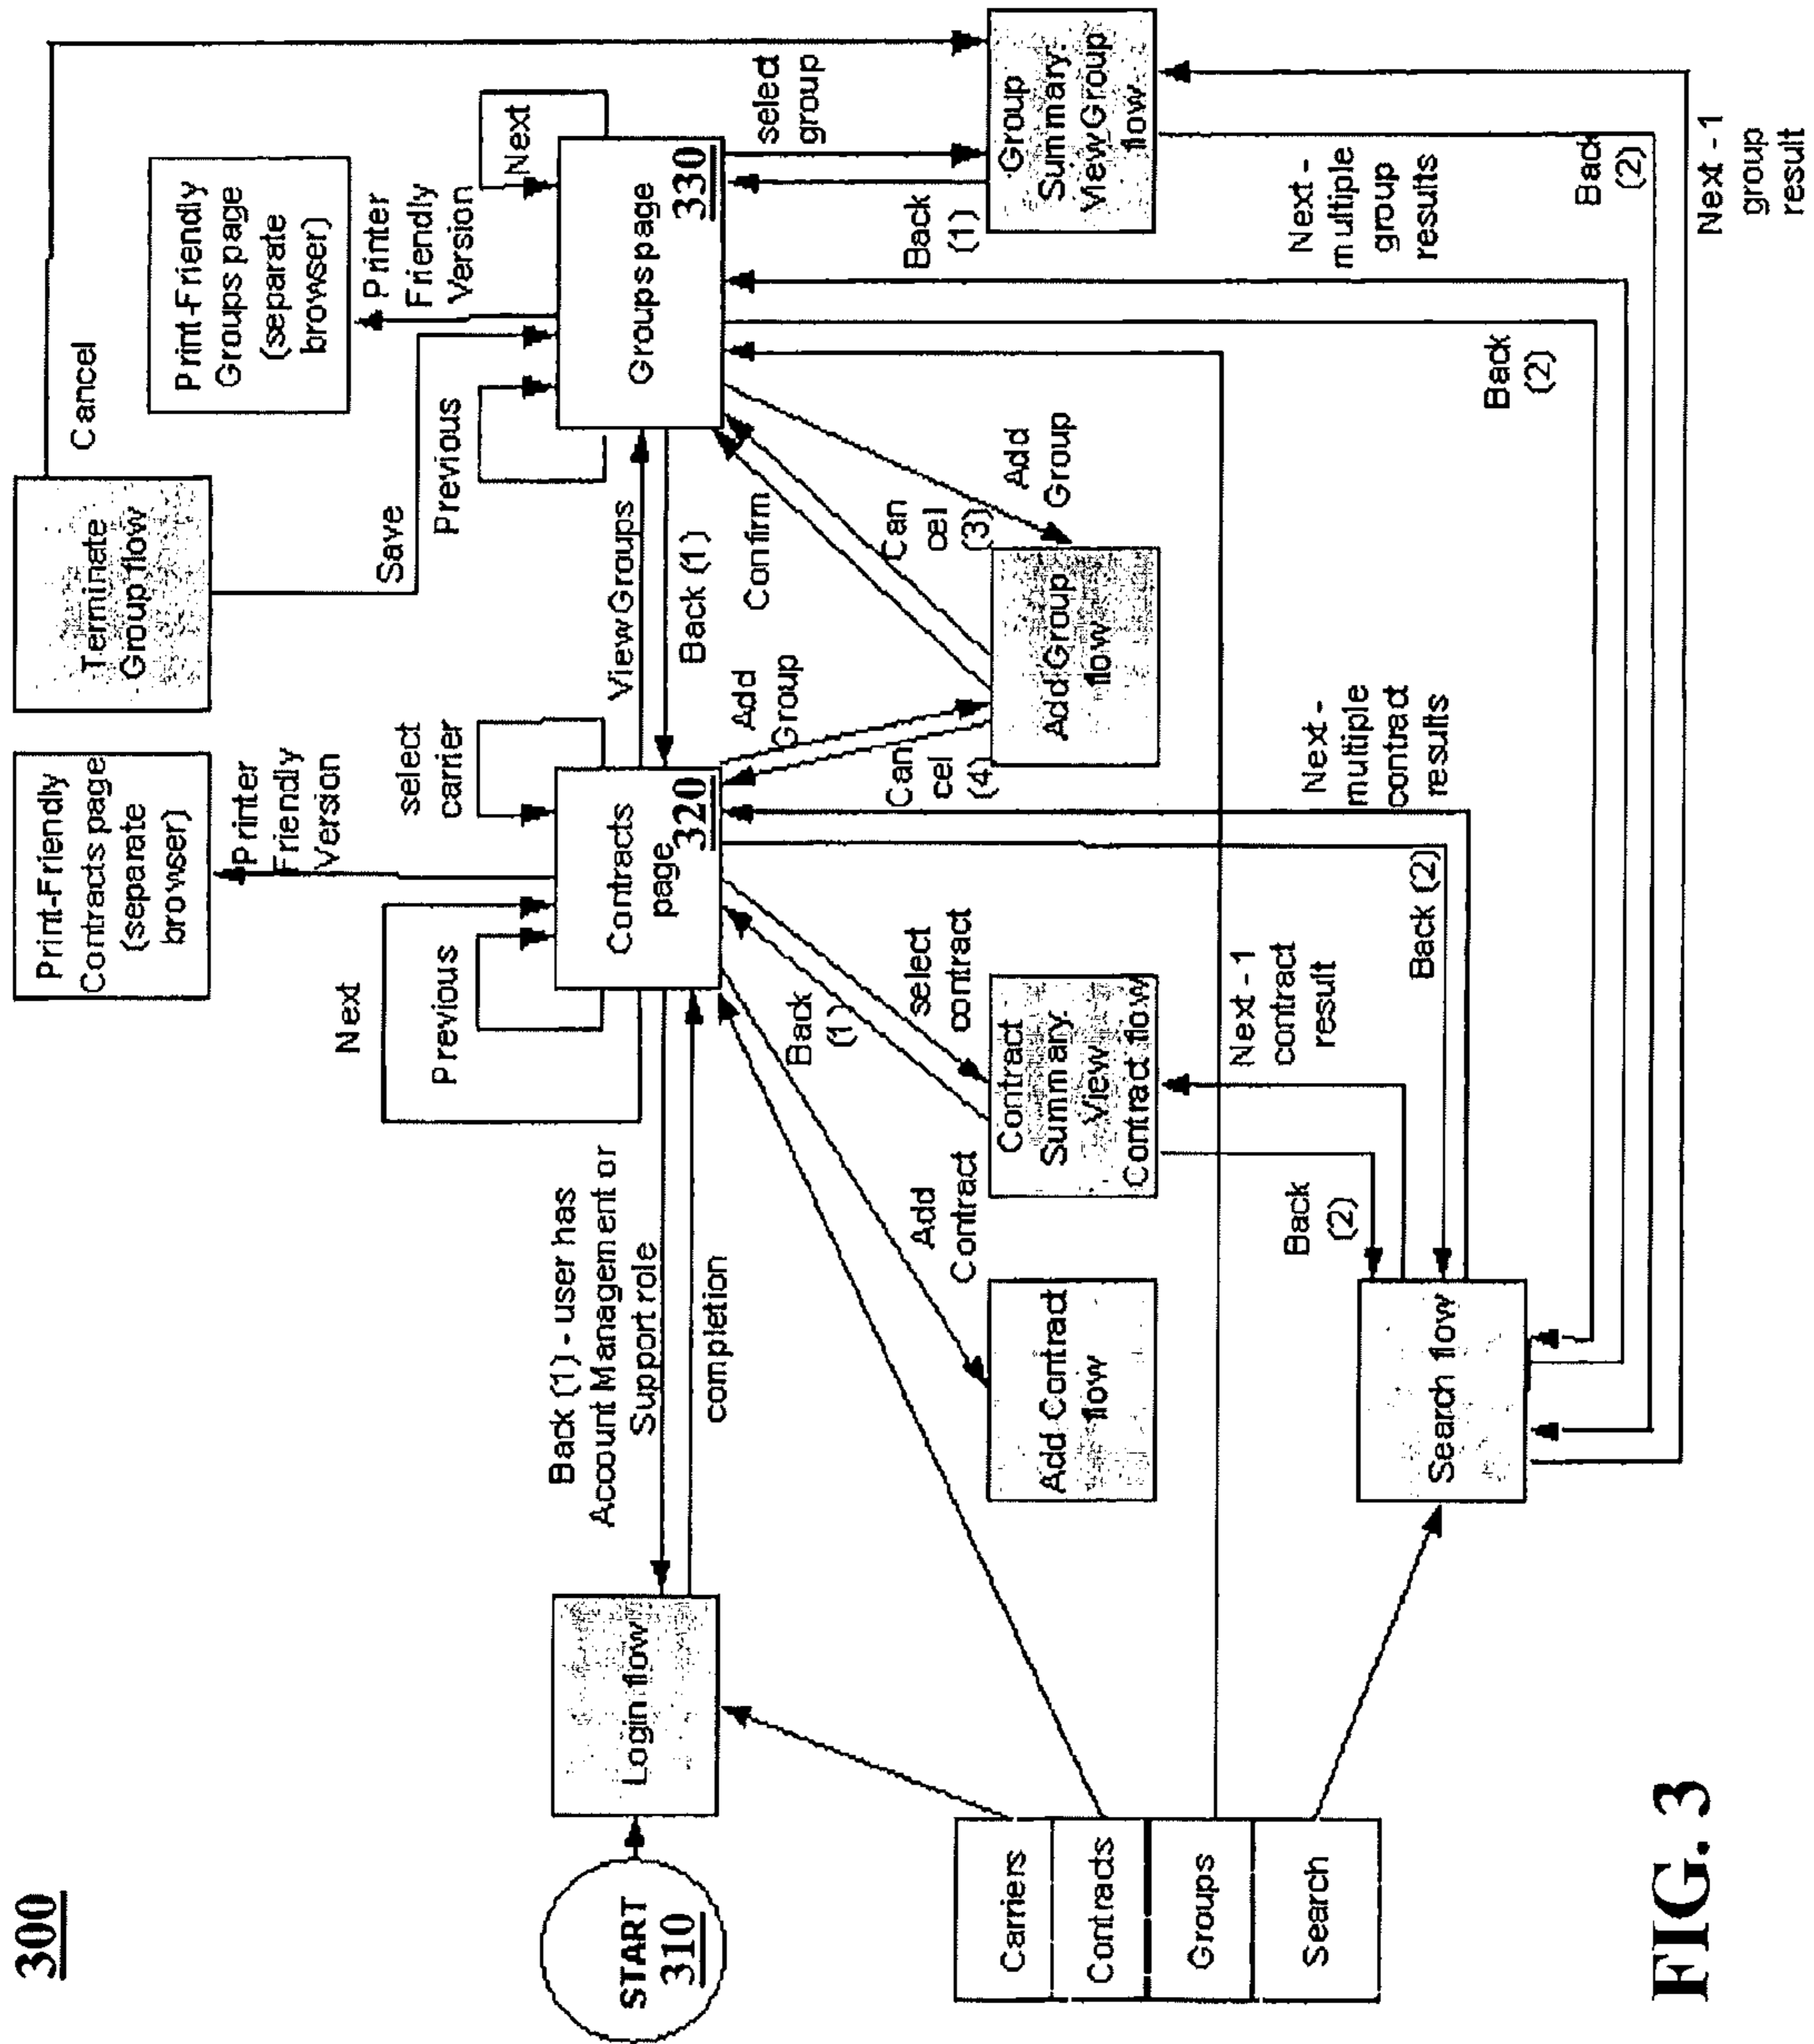 300
START
310
Login flow
Back (1) - user has
Account Management or
Support role
completion
Next
Previous
Print-Friendly
Contracts page
(separate
browser)
Printer
Friendly
Version
select
carrier
Contracts
page
320
Terminate
Group flow
Cancel
Save
Print-Friendly
Groups page
(separate
browser)
Printer
Friendly
Version
Previous
Next
View Groups
Back (1)
Groups page
330
Add
Contract
Back
(1)
select
contract
Can
cel
(4)
Add
Group
Confirm
Can
cel
(3)
Add
Group
Back
(1)
select
group
Add Contract
flow
Contract
Summary.
View
Contract flow
Add Group
flow
Group
Summary.
View Group
flow
Carriers
Contracts
Groups
Search
Back
(2)
Next - 1
contract
result
Back (2)
Next -
multiple
contract
results
Search flow
Back
(2)
Next -
multiple
group
results
Back
(2)
Next - 1
group
result
FIG. 3